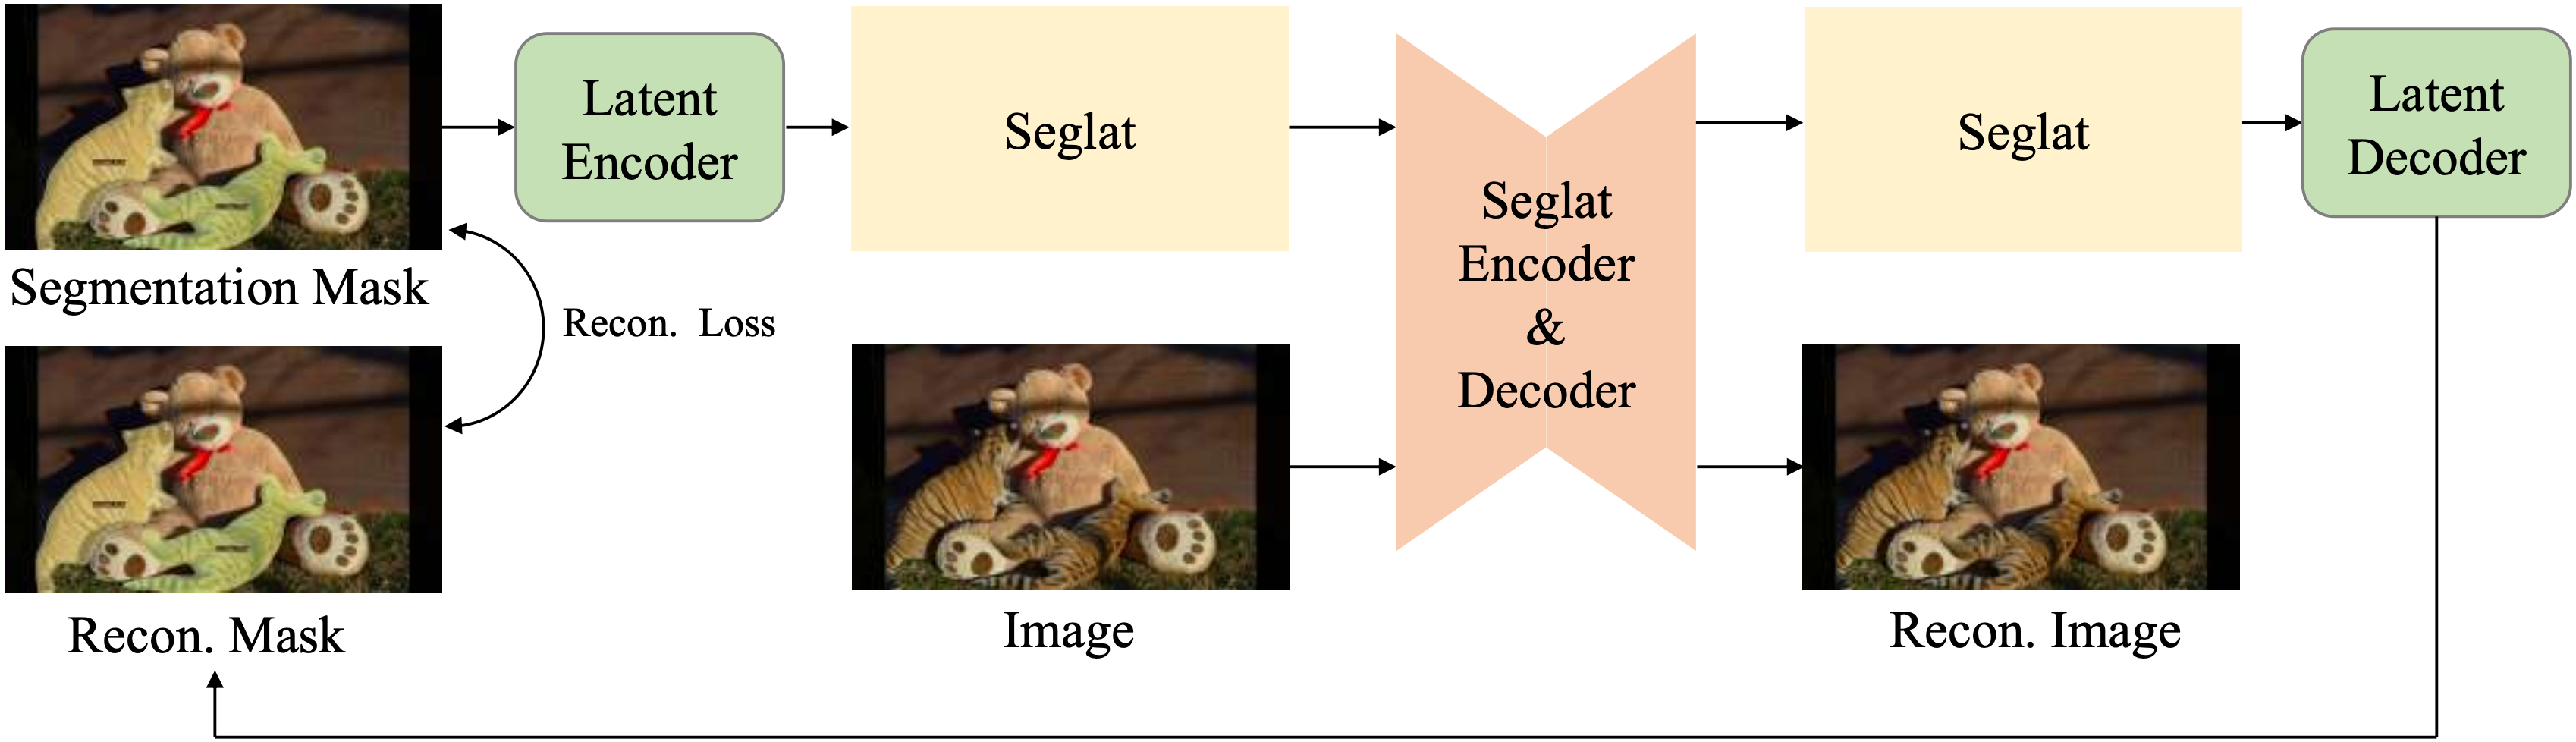 Latent
Encoder
Seglat
Seglat
Encoder
&
Decoder
Seglat
Latent
Decoder
Segmentation Mask
Recon. Loss
Recon. Mask
Image
Recon. Image